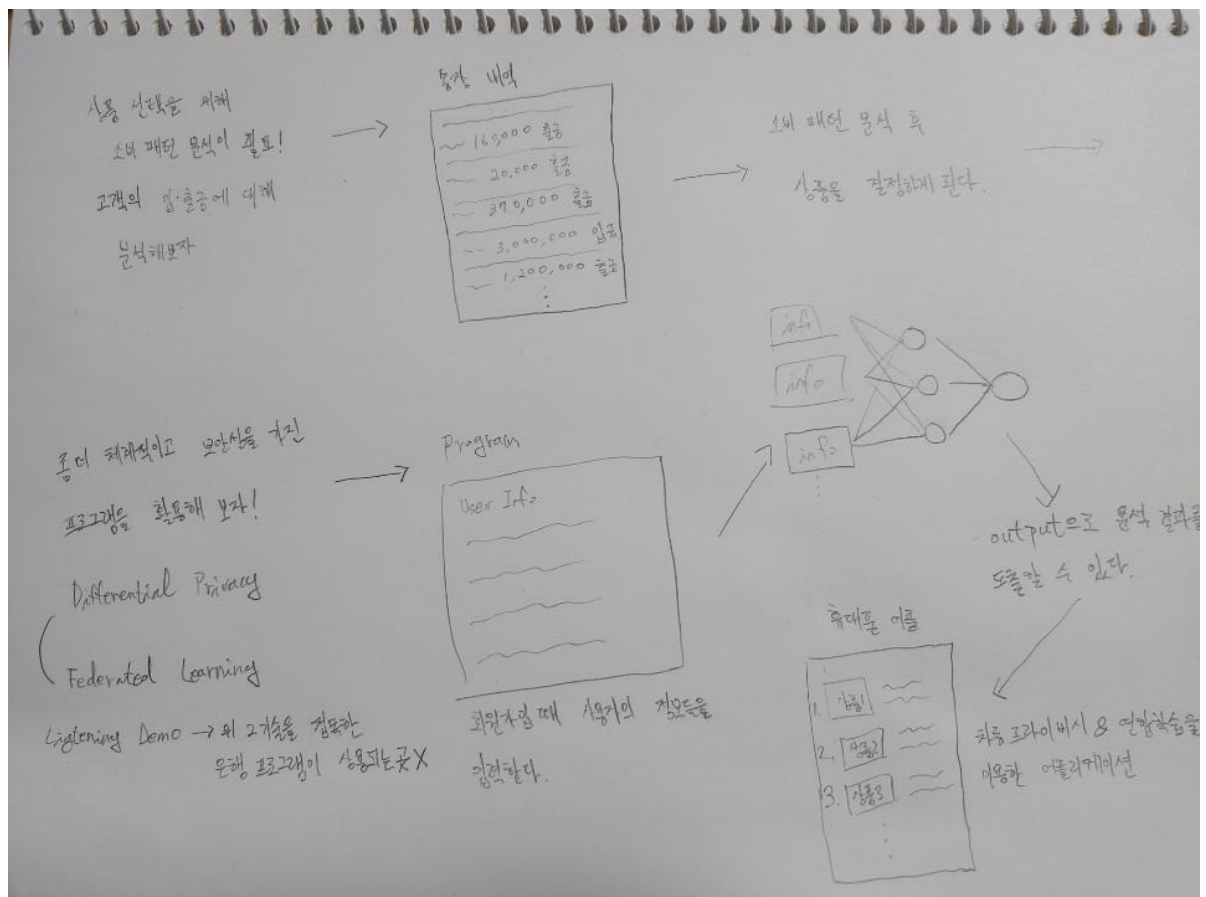 상품 선택을 위해
소비 패턴 분석이 필요!
고객의 입·출금에 대해
분석해보자
통장 내역
160,000 출금
20,000 출금
370,000 출금
3,000,000 입금
1,200,000 출금
소비 패턴 분석 후
상품을 결정하게 된다.
좀더 체계적이고 보안성을 가진
프로그램을 활용해 보자!
Differential Privacy
Federated Learning
Lightening Demo → 위 2기술을 접목한
은행 프로그램이 상용되는 곳 X
Program
User Info
회원가입 때 사용자의 정보들을
입력한다.
info
info
info
output으로 분석 결과를
도출할 수 있다.
휴대폰 어플
1. 상품1
2. 상품2
3. 상품3
차등 프라이버시 & 연합학습을
이용한 어플리케이션